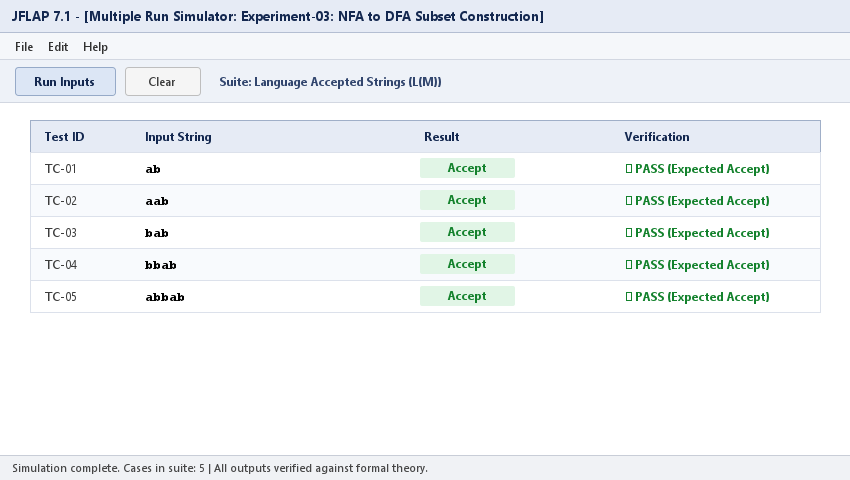 JFLAP 7.1 - [Multiple Run Simulator: Experiment-03: NFA to DFA Subset Construction]
File Edit Help
Run Inputs Clear Suite: Language Accepted Strings (L(M))
Test ID Input String Result Verification
TC-01 ab Accept PASS (Expected Accept)
TC-02 aab Accept PASS (Expected Accept)
TC-03 bab Accept PASS (Expected Accept)
TC-04 bbab Accept PASS (Expected Accept)
TC-05 abbab Accept PASS (Expected Accept)
Simulation complete. Cases in suite: 5 | All outputs verified against formal theory.